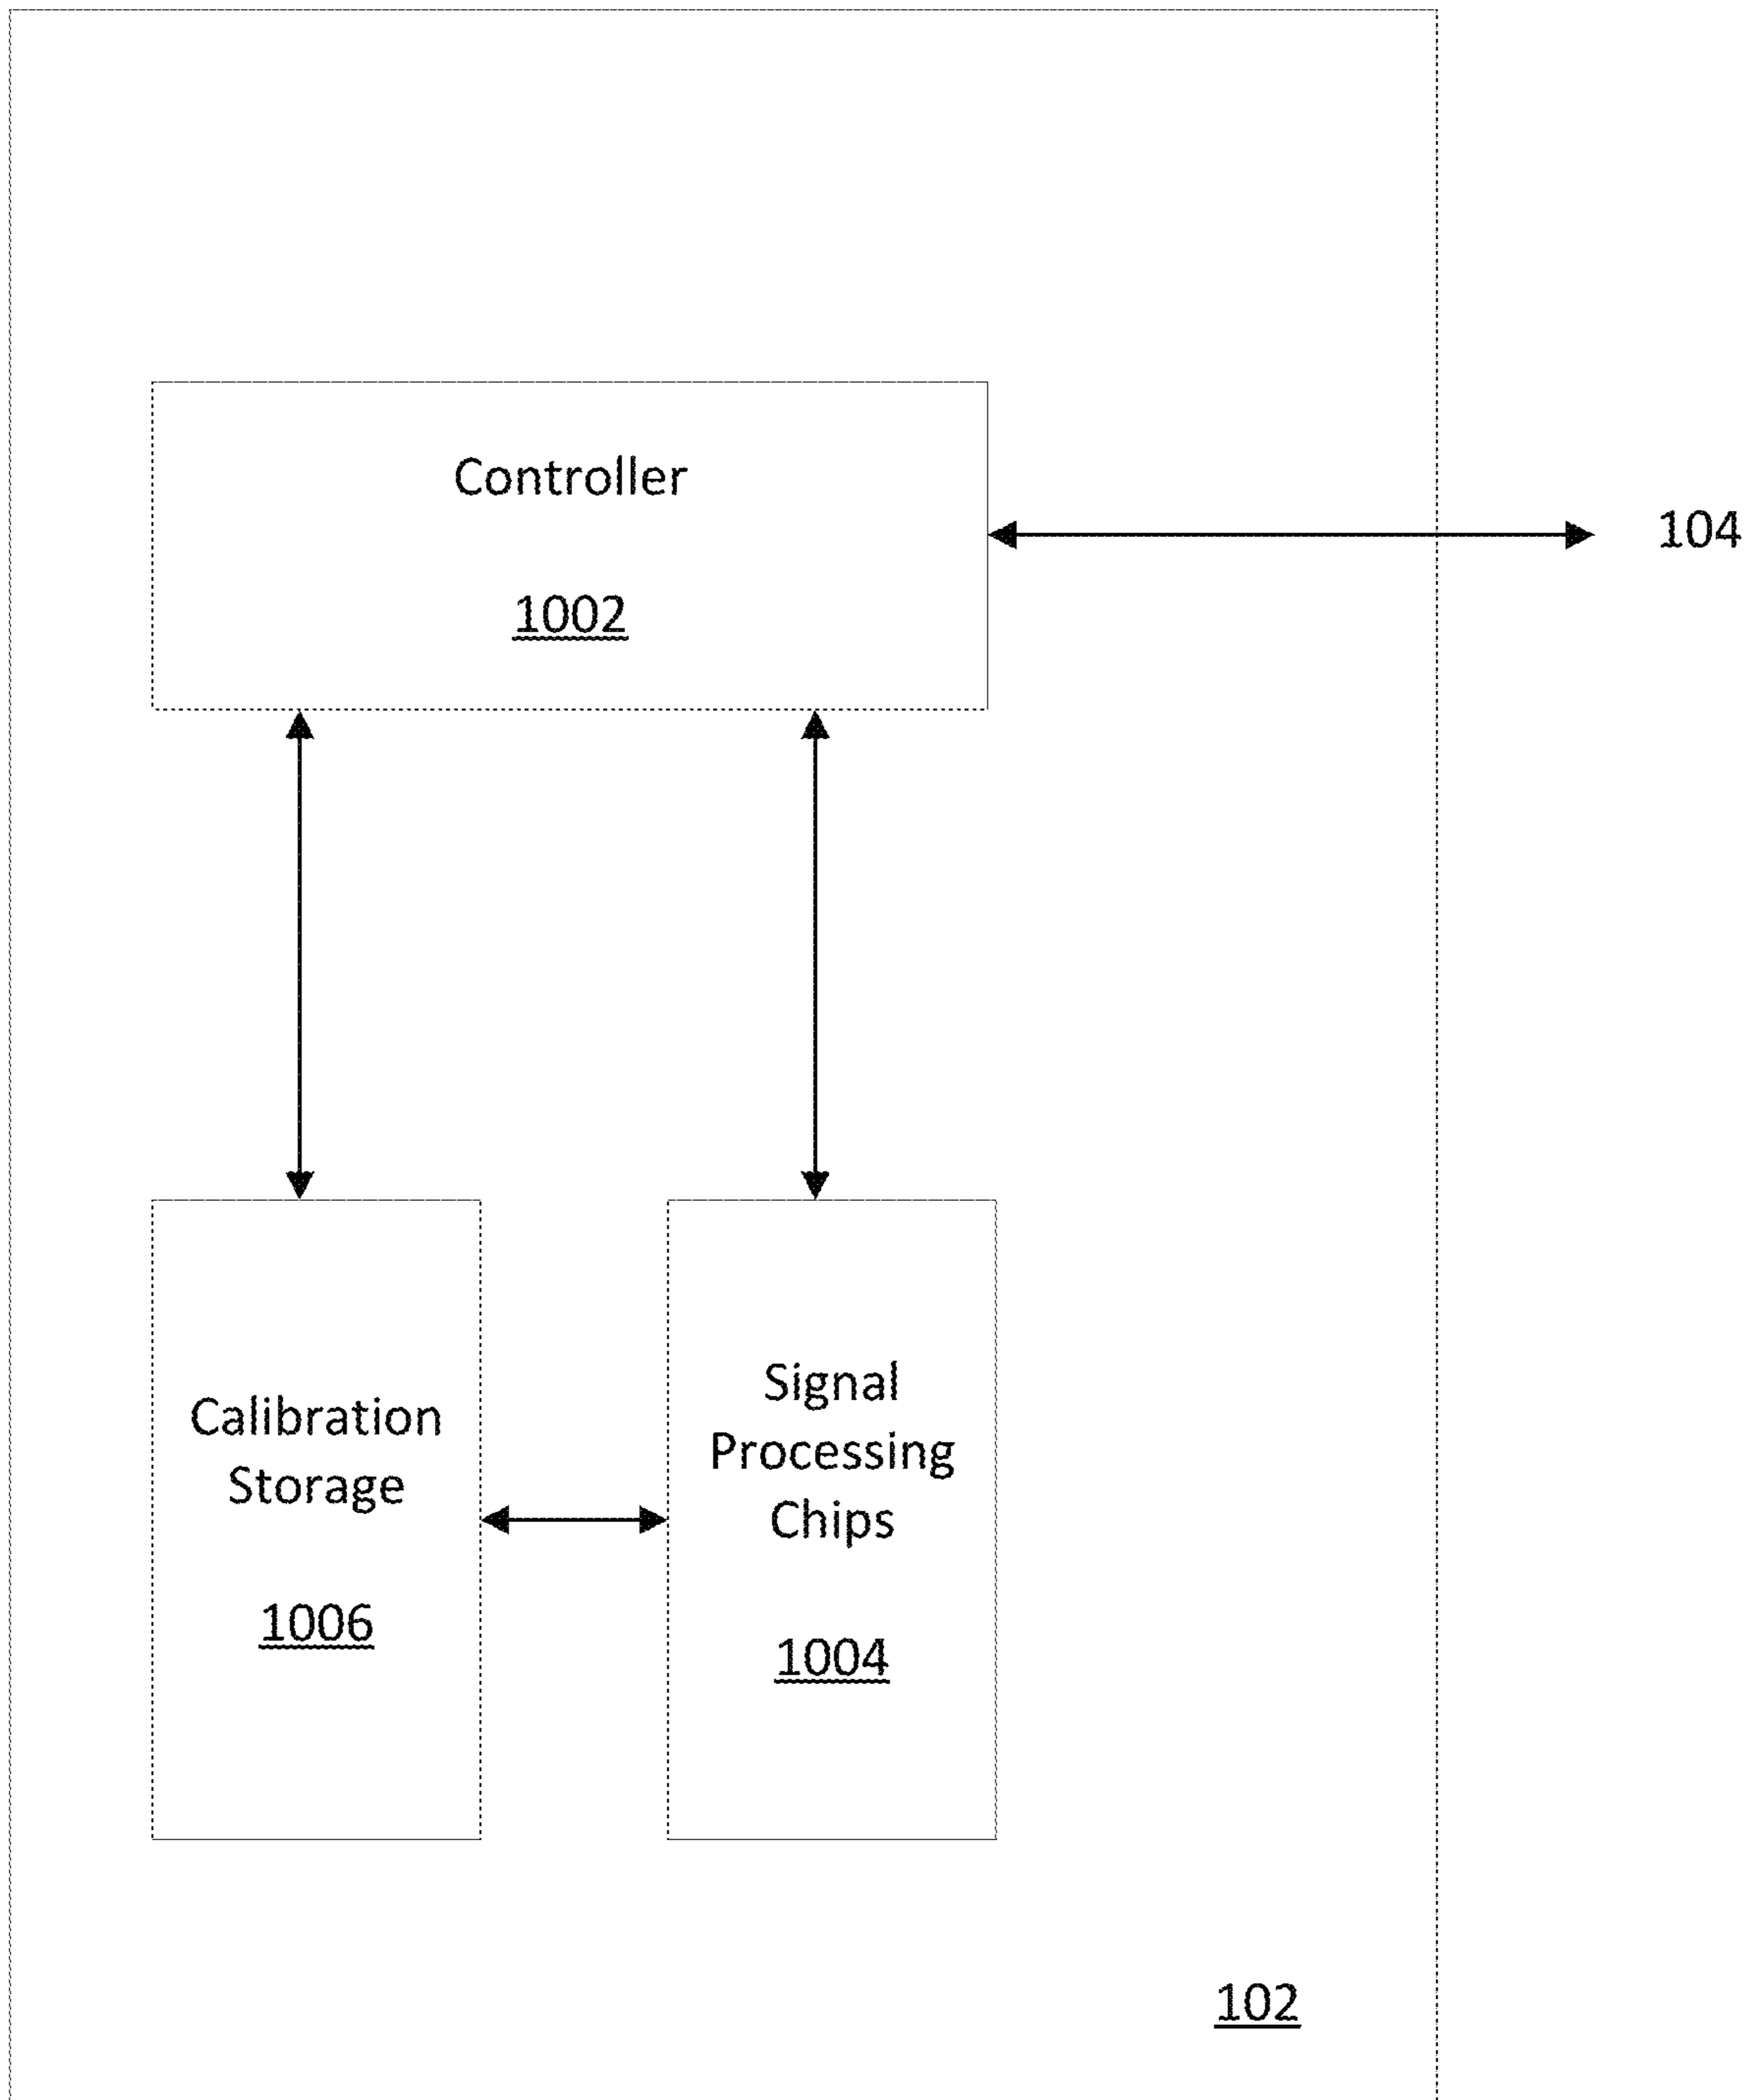 Controller
1002
104
Calibration
Storage
1006
Signal
Processing
Chips
1004
102